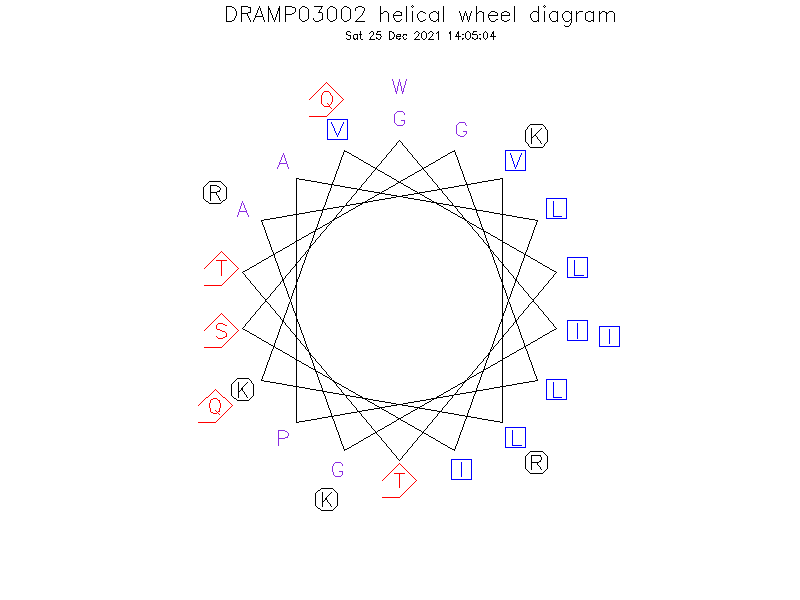 DRAMP03002 helical wheel diagram
Sat 25 Dec 2021 14:05:04
W
Q
G
V
G
K
A
V
R
A
L
T
L
S
I
I
Q
K
L
P
L
G
I
T
R
K